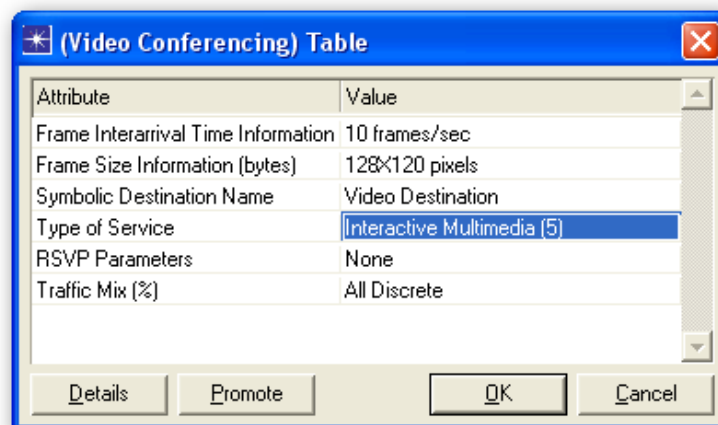 (Video Conferencing) Table
Attribute Value
Frame Interarrival Time Information 10 frames/sec
Frame Size Information (bytes) 128X120 pixels
Symbolic Destination Name Video Destination
Type of Service Interactive Multimedia (5)
RSVP Parameters None
Traffic Mix (%) All Discrete
Details Promote OK Cancel